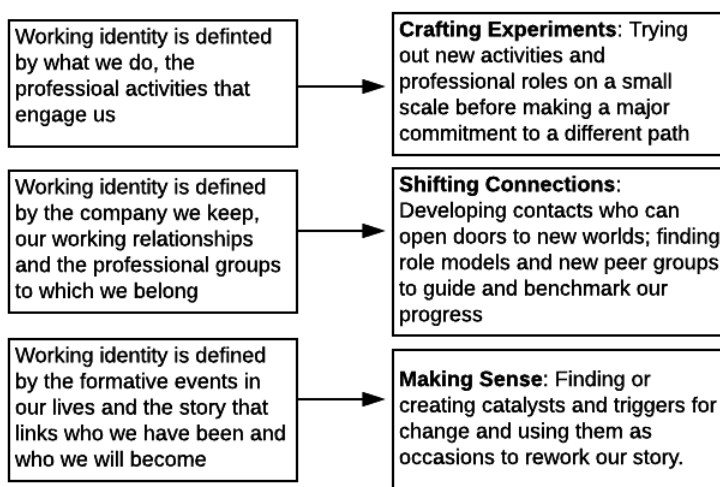 Working identity is definted
by what we do, the
professioal activities that
engage us
Crafting Experiments: Trying
out new activities and
professional roles on a small
scale before making a major
commitment to a different path
Working identity is defined
by the company we keep,
our working relationships
and the professional groups
to which we belong
Shifting Connections:
Developing contacts who can
open doors to new worlds; finding
role models and new peer groups
to guide and benchmark our
progress
Working identity is defined
by the formative events in
our lives and the story that
links who we have been and
who we will become
Making Sense: Finding or
creating catalysts and triggers for
change and using them as
occasions to rework our story.